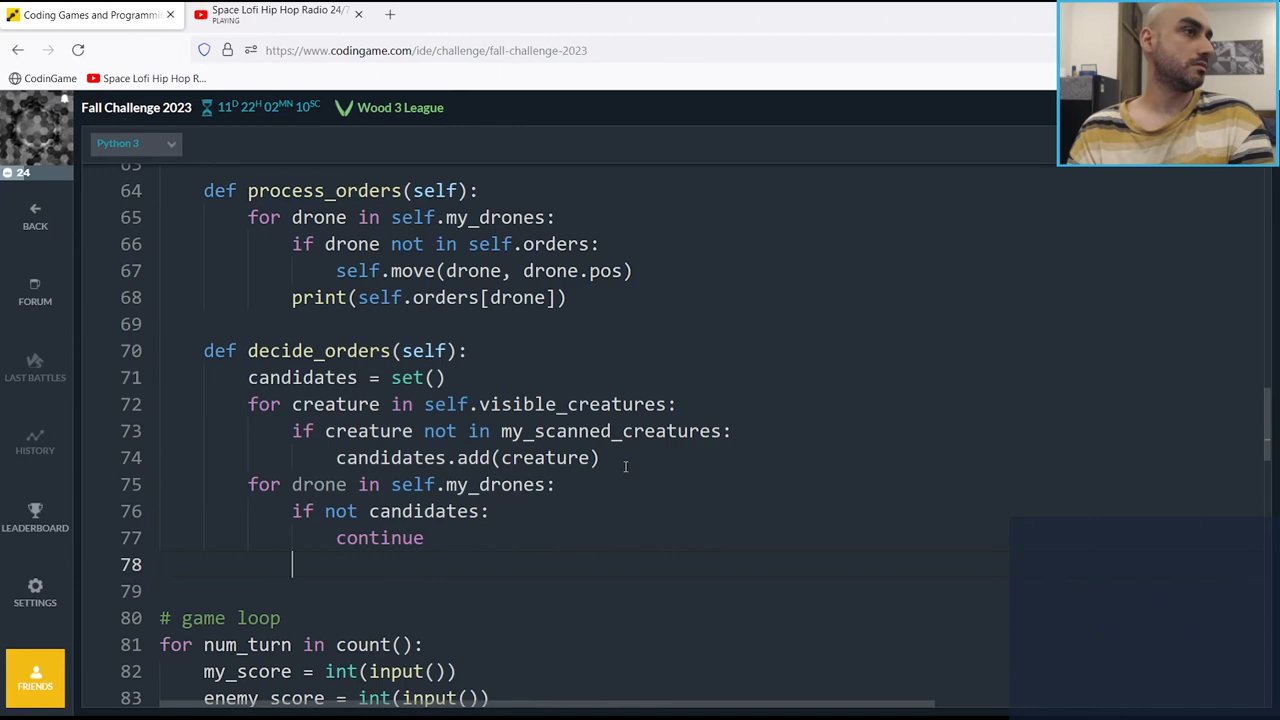 Coding Games and Programmin
Space Lofi Hip Hop Radio 24/7
PLAYING
https://www.codingame.com/ide/challenge/fall-challenge-2023
CodinGame
Space Lofi Hip Hop R...
Fall Challenge 2023
11D 22H 02MN 10SC
Wood 3 League
Python 3
24
BACK
FORUM
LAST BATTLES
HISTORY
LEADERBOARD
SETTINGS
FRIENDS
63
64 def process_orders(self):
65 for drone in self.my_drones:
66 if drone not in self.orders:
67 self.move(drone, drone.pos)
68 print(self.orders[drone])
69
70 def decide_orders(self):
71 candidates = set()
72 for creature in self.visible_creatures:
73 if creature not in my_scanned_creatures:
74 candidates.add(creature)
75 for drone in self.my_drones:
76 if not candidates:
77 continue
78
79
80 # game loop
81 for num_turn in count():
82 my_score = int(input())
83 enemy_score = int(input())